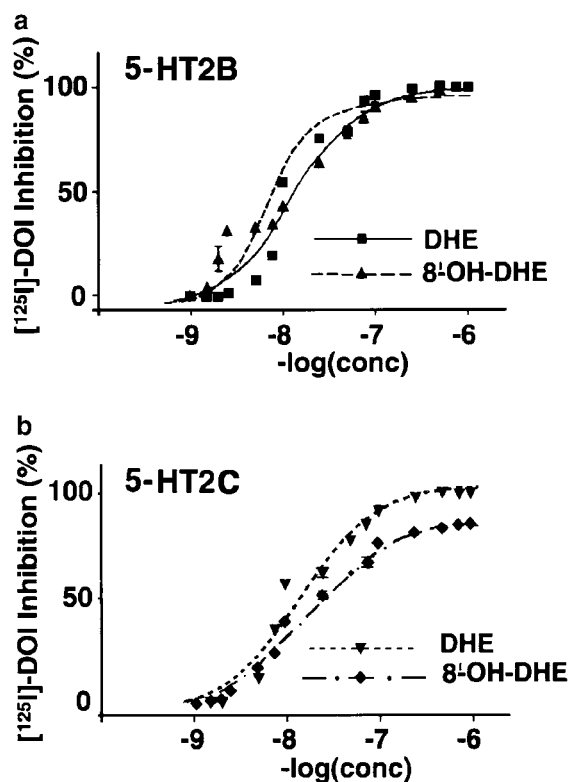 a
5-HT2B
[125I]-DOI Inhibition (%)
100
50
0
DHE
8'-OH-DHE
-9
-8
-7
-6
-log(conc)
b
5-HT2C
[125I]-DOI Inhibition (%)
100
50
0
DHE
8'-OH-DHE
-9
-8
-7
-6
-log(conc)